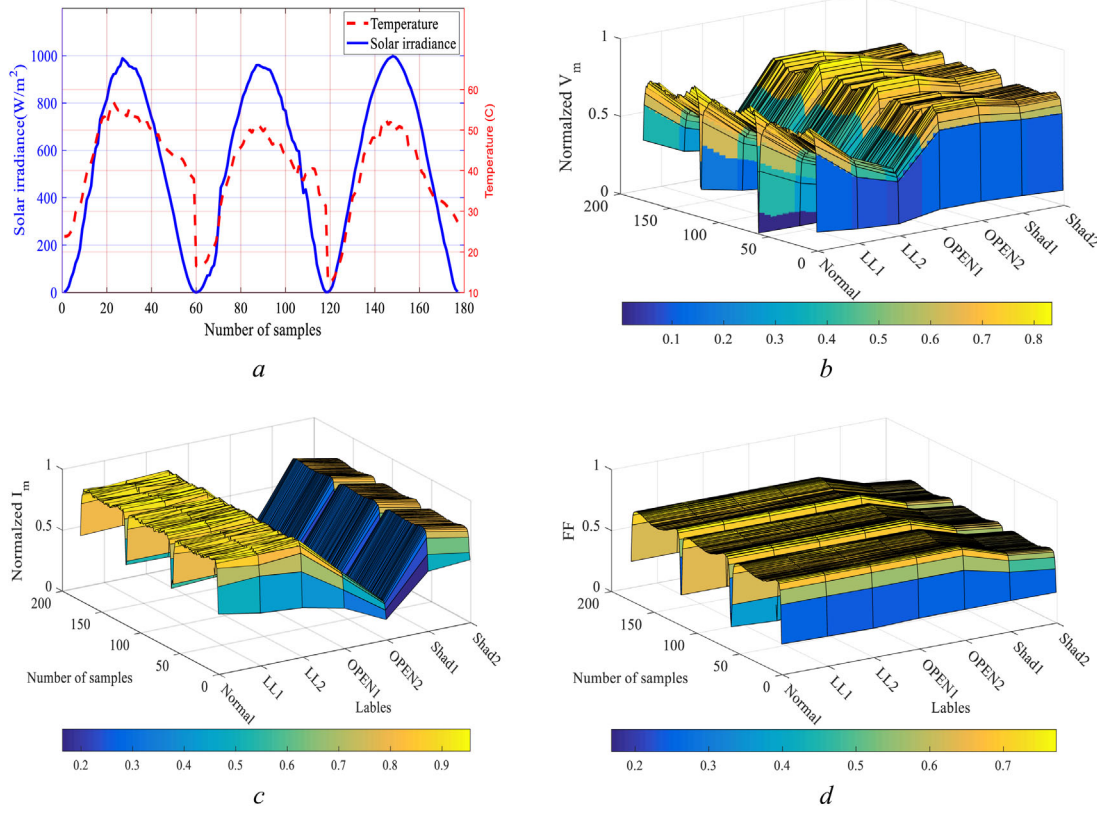 Temperature
Solar irradiance
Solar irradiance(W/m²)
1000
800
600
400
200
0
60
50
40
30
20
10
Temperature (C)
0 20 40 60 80 100 120 140 160 180
Number of samples
a
Normalzed V_m
1
0.5
0
200
150
100
50
0
Normal
LL1
LL2
OPEN1
OPEN2
Shad1
Shad2
0.1 0.2 0.3 0.4 0.5 0.6 0.7 0.8
b
Normalzed I_m
1
0.5
0
200
150
100
50
0
Number of samples
Normal
LL1
LL2
OPEN1
OPEN2
Shad1
Shad2
Lables
0.2 0.3 0.4 0.5 0.6 0.7 0.8 0.9
c
FF
1
0.5
0
200
150
100
50
0
Number of samples
Normal
LL1
LL2
OPEN1
OPEN2
Shad1
Shad2
Lables
0.2 0.3 0.4 0.5 0.6 0.7
d